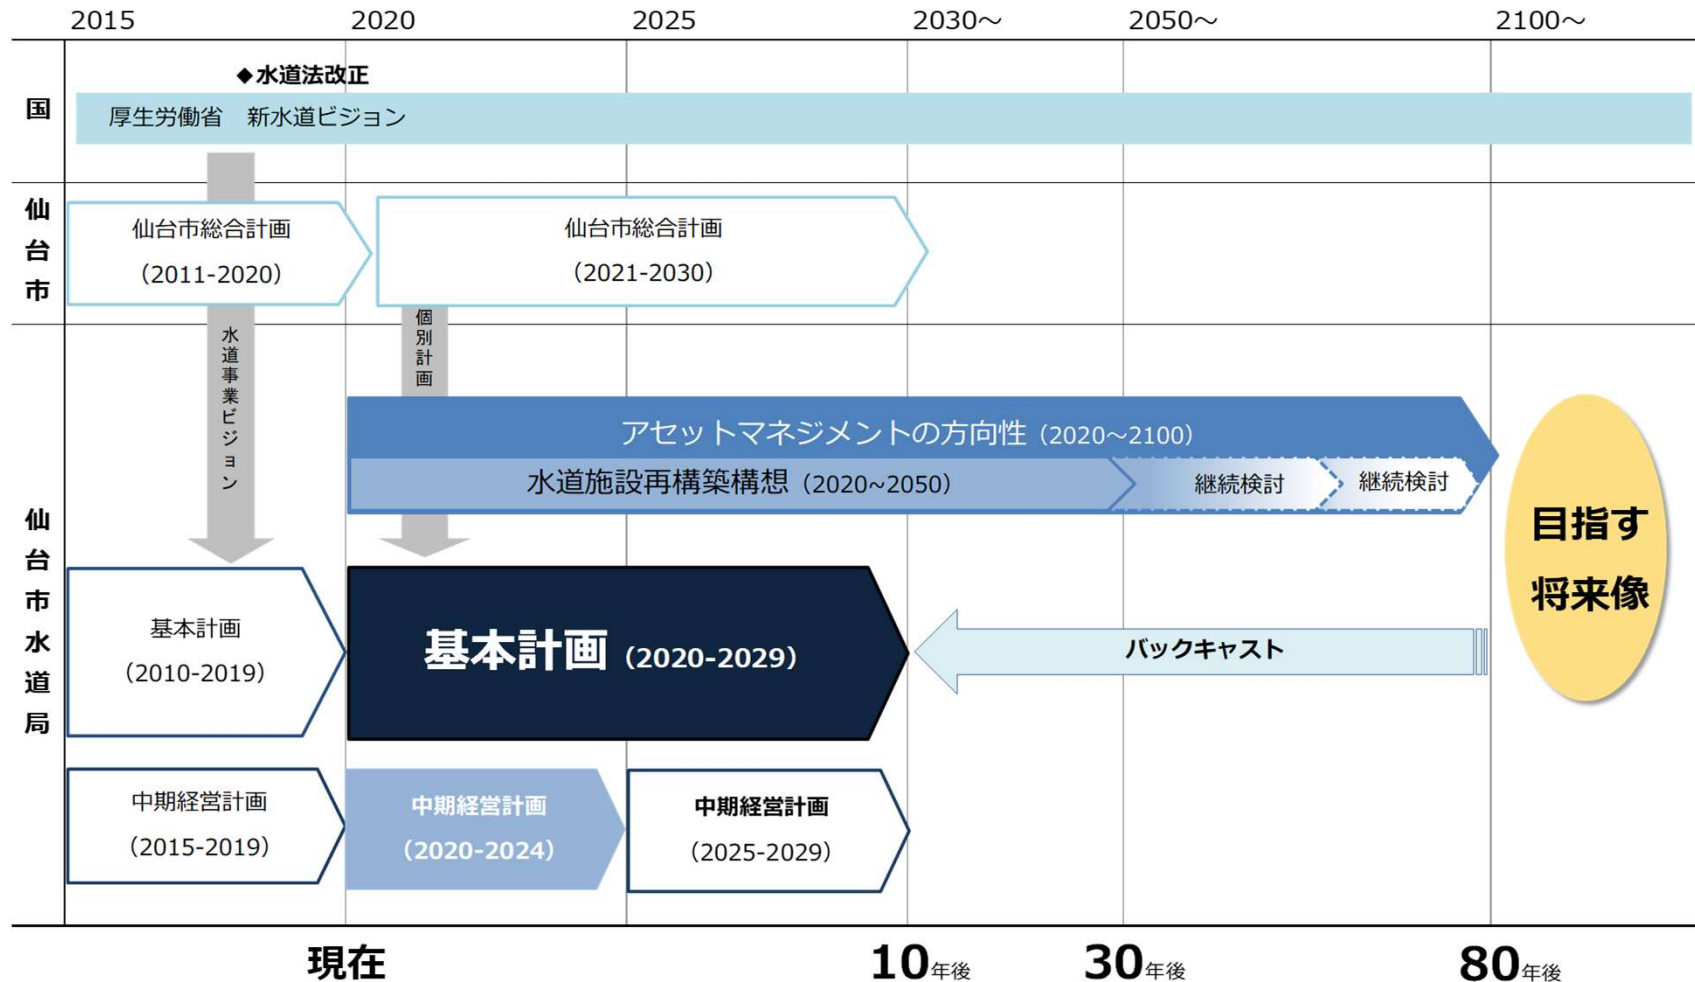 2015 2020 2025 2030～ 2050～ 2100～
国
◆水道法改正
厚生労働省 新水道ビジョン
仙台市
仙台市総合計画
（2011-2020）
仙台市総合計画
（2021-2030）
水道事業ビジョン
個別計画
仙台市水道局
アセットマネジメントの方向性（2020～2100）
水道施設再構築構想（2020~2050）
継続検討
継続検討
目指す
将来像
基本計画
（2010-2019）
基本計画（2020-2029）
バックキャスト
中期経営計画
（2015-2019）
中期経営計画
（2020-2024）
中期経営計画
（2025-2029）
現在 10年後 30年後 80年後